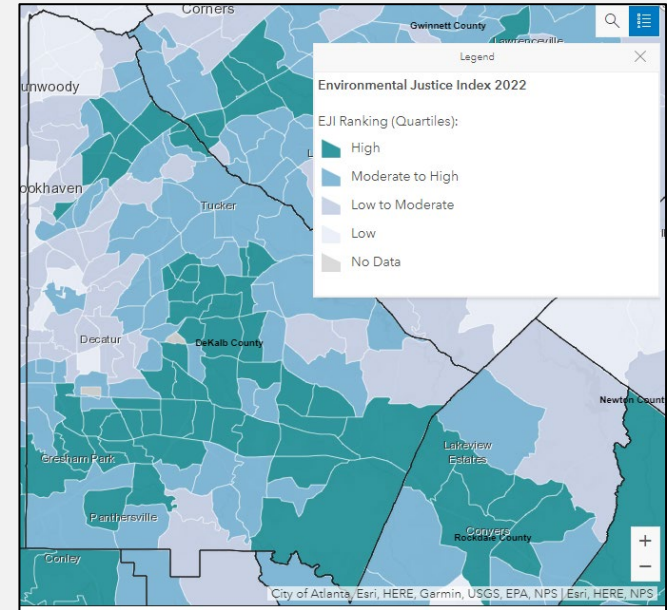 Corners
Gwinnett County
Lawrenceville
unwoody
ookhaven
Tucker
L
Decatur
DeKalb County
Gresham Park
Panthersville
Conley
Lakeview
Estates
Newton County
Conyers
Rockdale County
Legend
Environmental Justice Index 2022
EJI Ranking (Quartiles):
High
Moderate to High
Low to Moderate
Low
No Data
+
−
City of Atlanta, Esri, HERE, Garmin, USGS, EPA, NPS | Esri, HERE, NPS